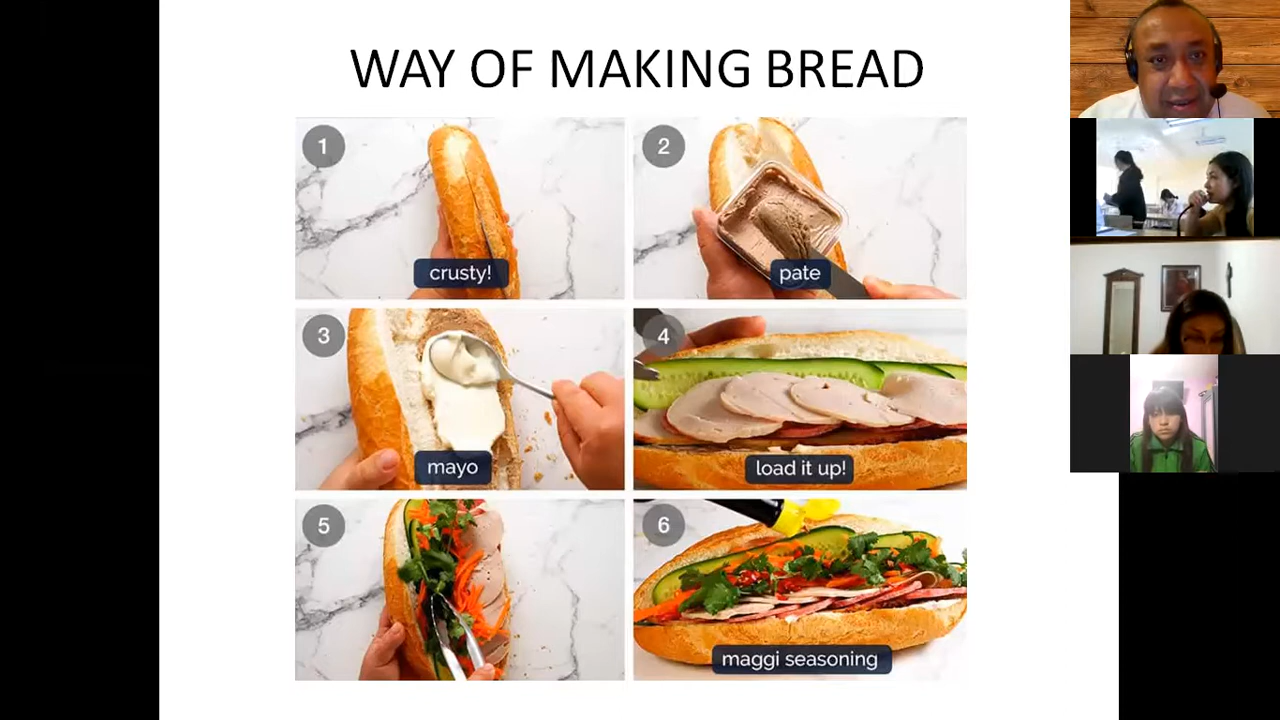 WAY OF MAKING BREAD
1
crusty!
2
pate
3
mayo
4
load it up!
5
6
maggi seasoning